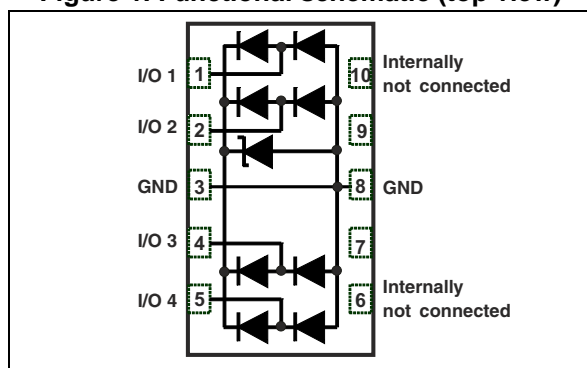 Figure 1. Functional schematic (top view)
I/O 1 1 10 Internally
not connected
I/O 2 2 9
GND 3 8 GND
I/O 3 4 7
I/O 4 5 6 Internally
not connected